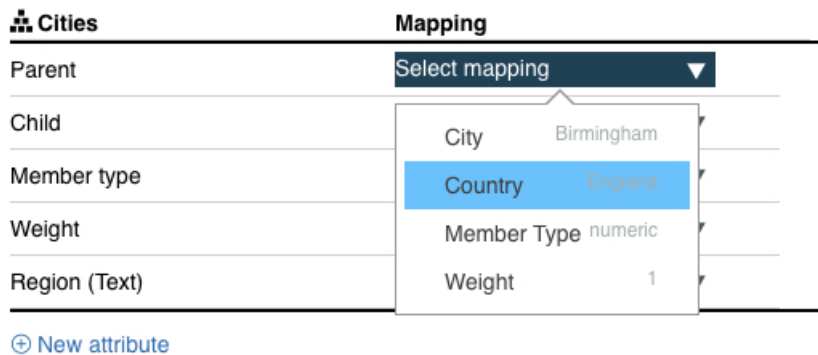 Cities Mapping
Parent Select mapping
Child
City Birmingham
Member type
Country England
Weight
Member Type numeric
Region (Text)
Weight 1
New attribute